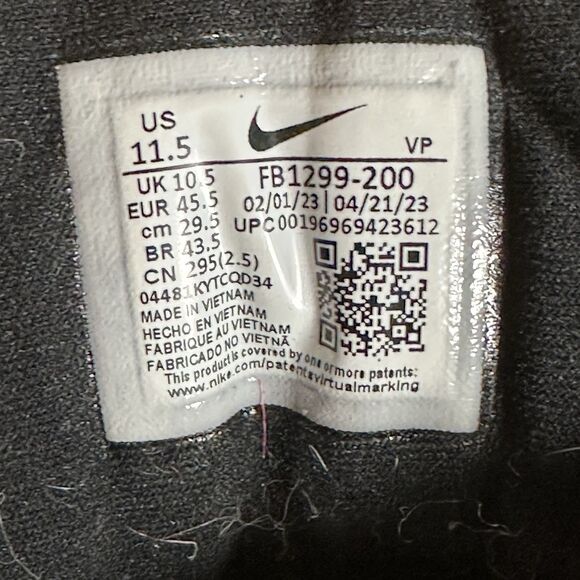 US
11.5
VP
UK 10.5
FB1299-200
EUR 45.5
02/01/23 | 04/21/23
cm 29.5
UPC00196969423612
BR 43.5
CN 295(2.5)
04481KYTCQD34
MADE IN VIETNAM
HECHO EN VIETNAM
FABRIQUE AU VIETNAM
FABRICADO NO VIETNÃ
This product is covered by one or more patents:
www.nike.com/patentsvirtualmarking